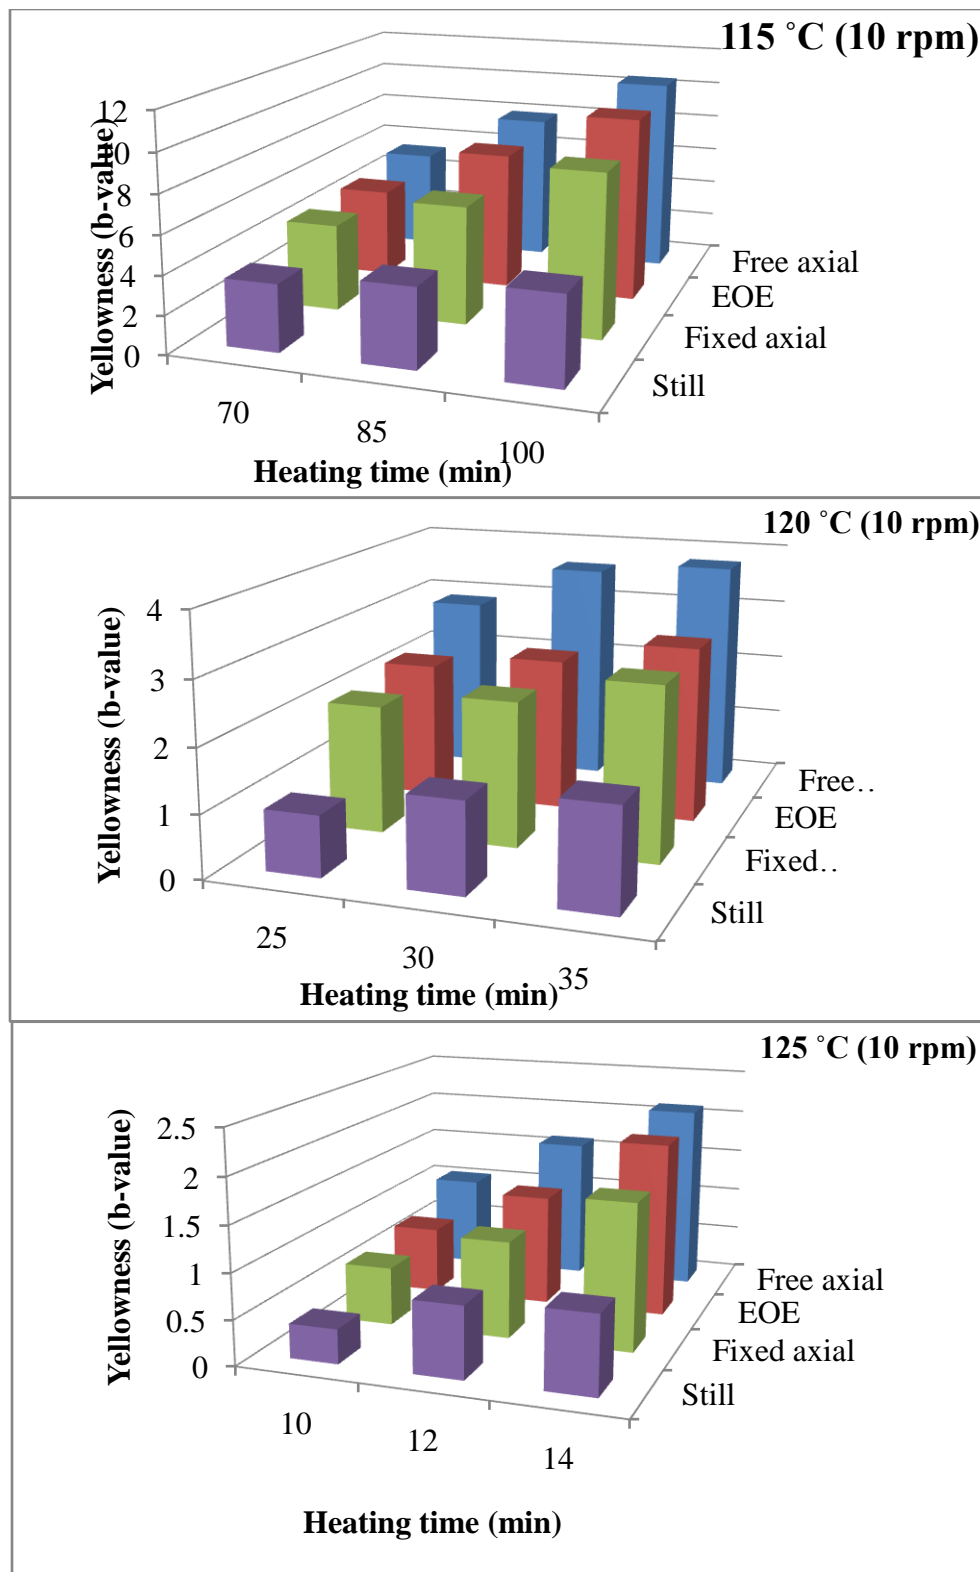 115 ˚C (10 rpm)
Yellowness (b-value)
12
10
8
6
4
2
0
Free axial
EOE
Fixed axial
Still
70
85
100
Heating time (min)
120 ˚C (10 rpm)
Yellowness (b-value)
4
3
2
1
0
Free..
EOE
Fixed..
Still
25
30
35
Heating time (min)
125 ˚C (10 rpm)
Yellowness (b-value)
2.5
2
1.5
1
0.5
0
Free axial
EOE
Fixed axial
Still
10
12
14
Heating time (min)